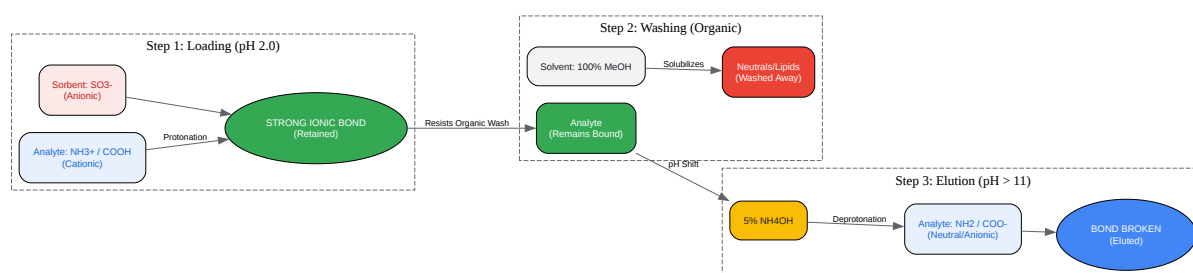 Step 1: Loading (pH 2.0)
Sorbent: SO3-
(Anionic)
Analyte: NH3+ / COOH
(Cationic)
Protonation
STRONG IONIC BOND
(Retained)
Resists Organic Wash
Step 2: Washing (Organic)
Solvent: 100% MeOH
Solubilizes
Neutrals/Lipids
(Washed Away)
Analyte
(Remains Bound)
pH Shift
Step 3: Elution (pH > 11)
5% NH4OH
Deprotonation
Analyte: NH2 / COO-
(Neutral/Anionic)
BOND BROKEN
(Eluted)